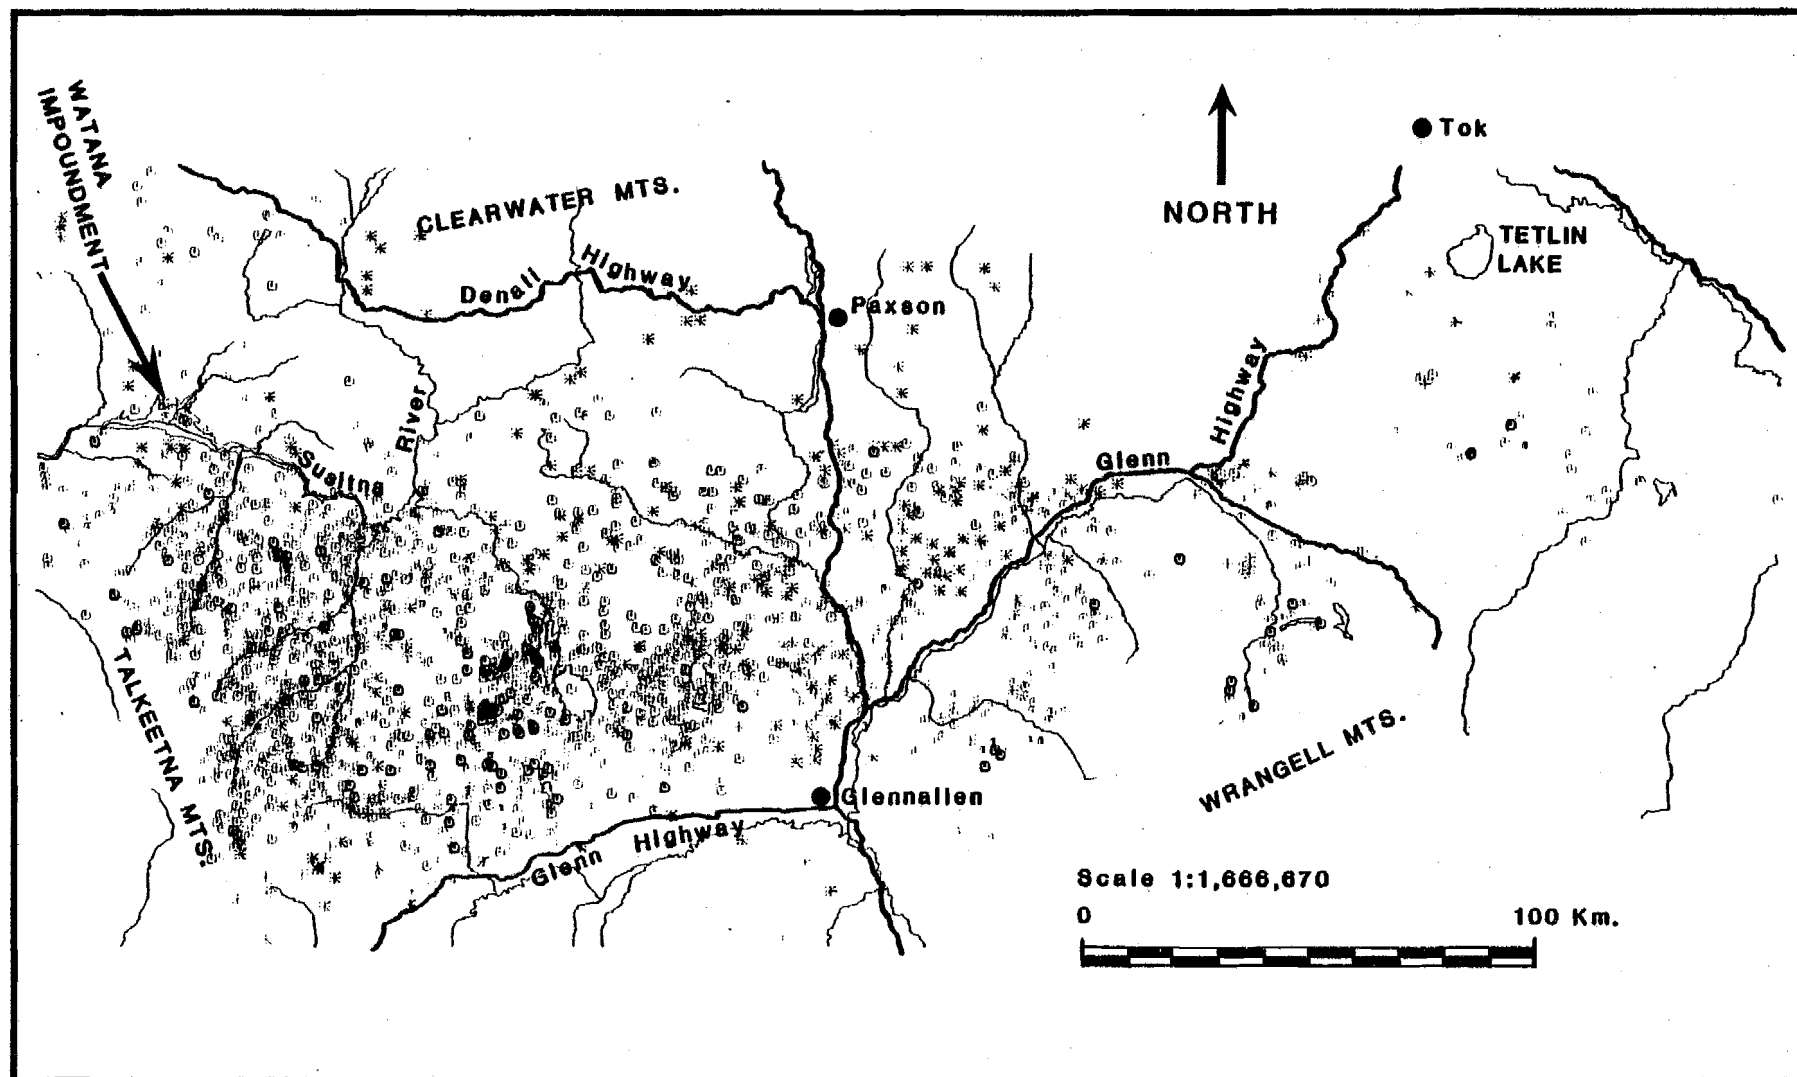 WATANA
IMPOUNDMENT
CLEARWATER MTS.
Denali Highway
Paxson
NORTH
Tok
TETLIN
LAKE
River
Susitna
Glenn Highway
TALKEETNA MTS.
WRANGELL MTS.
Glennallen
Glenn Highway
Scale 1:1,666,670
0 100 Km.